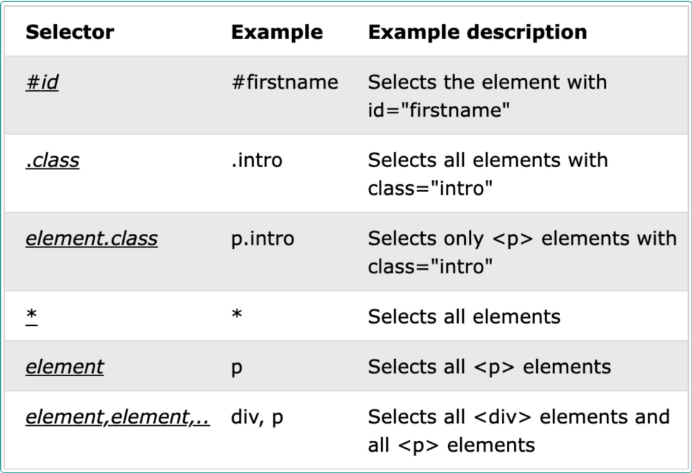 Selector Example Example description
#id #firstname Selects the element with
id="firstname"
.class .intro Selects all elements with
class="intro"
element.class p.intro Selects only <p> elements with
class="intro"
* * Selects all elements
element p Selects all <p> elements
element,element,.. div, p Selects all <div> elements and
all <p> elements